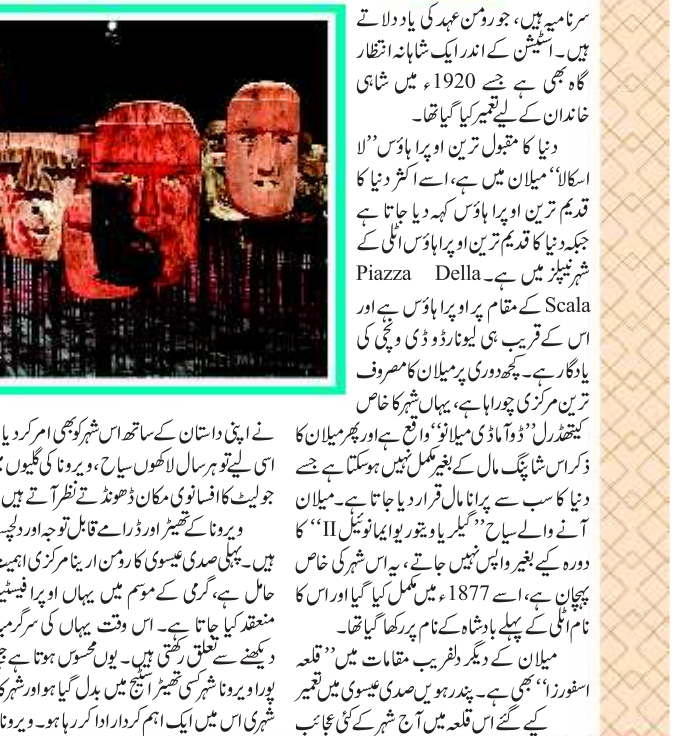 سرنامیہ ہیں، جو رومن عہد کی یاد دلاتے
ہیں۔ اسٹیشن کے اندر ایک شاہانہ انتظار
گاہ بھی ہے جسے 1920ء میں شاہی
خاندان کے لیے تعمیر کیا گیا تھا۔
دنیا کا مقبول ترین اوپرا ہاؤس ”لا
اسکالا“ میلان میں ہے، اسے اکثر دنیا کا
قدیم ترین اوپرا ہاؤس کہہ دیا جاتا ہے
جبکہ دنیا کا قدیم ترین اوپرا ہاؤس اٹلی کے
شہر نیپلز میں ہے۔ Piazza Della
Scala کے مقام پر اوپرا ہاؤس ہے اور
اس کے قریب ہی لیونارڈو ڈی ونچی کی
یادگار ہے۔ کچھ دوری پر میلان کا مصروف
ترین مرکزی چوراہا ہے، یہاں شہر کا خاص
کیتھڈرل ”ڈوآما ڈی میلانو“ واقع ہے اور پھر میلان کا
ذکر اس شاپنگ مال کے بغیر مکمل نہیں ہوسکتا ہے جسے
دنیا کا سب سے پرانا مال قرار دیا جاتا ہے۔ میلان
آنے والے سیاح ”گیلریا ویتوریو ایمانوئیل II“ کا
دورہ کیے بغیر واپس نہیں جاتے، یہ اس شہر کی خاص
پہچان ہے، اسے 1877ء میں مکمل کیا گیا اور اس کا
نام اٹلی کے پہلے بادشاہ کے نام پر رکھا گیا تھا۔
میلان کے دیگر دلفریب مقامات میں ”قلعہ
اسفورزا“ بھی ہے۔ پندرھویں صدی عیسوی میں تعمیر
کیے گئے اس قلعہ میں آج شہر کے کئی عجائب
نے اپنی داستان کے ساتھ اس شہر کو بھی امر کردیا
اسی لیے تو ہر سال لاکھوں سیاح، ویرونا کی گلیوں
جولیٹ کا افسانوی مکان ڈھونڈتے نظر آتے ہیں
ویرونا کے تھیٹر اور ڈرامے قابل توجہ اور
ہیں۔ پہلی صدی عیسوی کا رومن ارینا مرکزی اہمیت
حامل ہے، گرمی کے موسم میں یہاں اوپرا
منعقد کیا جاتا ہے۔ اس وقت یہاں کی
دیکھنے سے تعلق رکھتی ہیں۔ یوں محسوس ہوتا ہے
پورا ویرونا شہر کسی تھیٹر اسٹیج میں بدل گیا ہو اور شہر کا
شہری اس میں ایک اہم کردار ادا کر رہا ہو۔ ویرونا